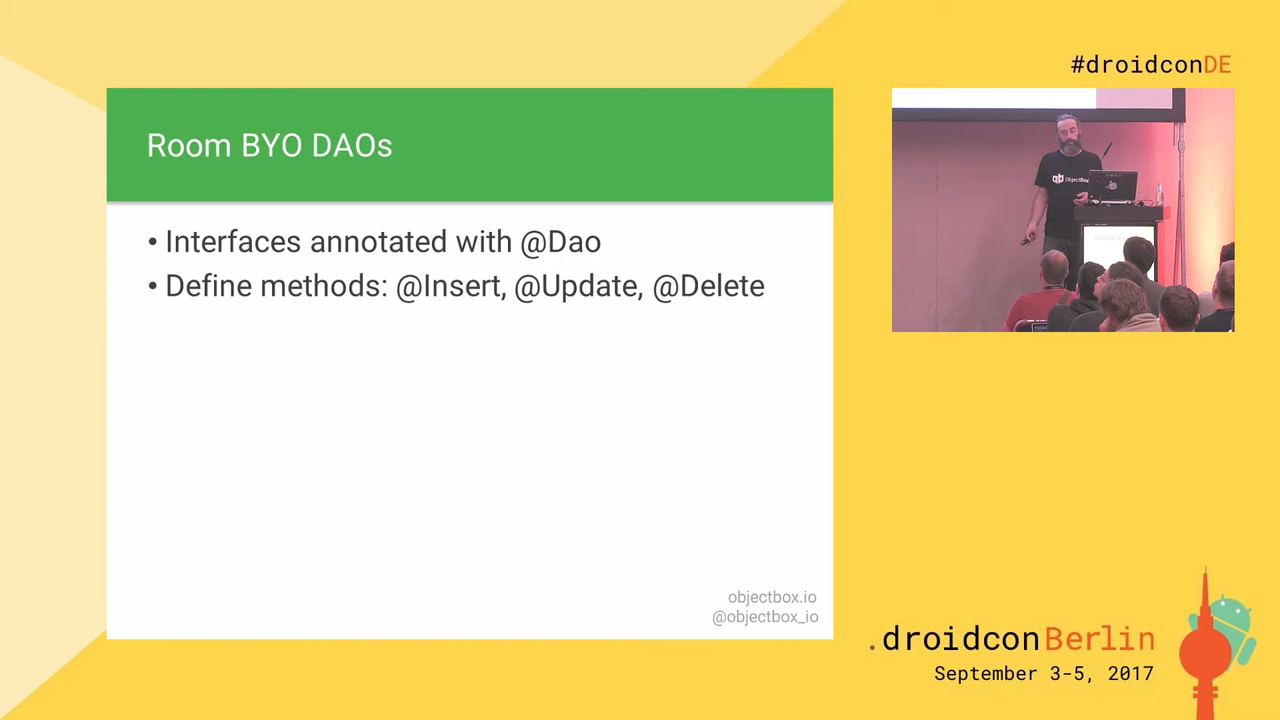 #droidconDE
Room BYO DAOs
• Interfaces annotated with @Dao
• Define methods: @Insert, @Update, @Delete
ObjectBox
objectbox.io
@objectbox_io
.droidconBerlin
September 3-5, 2017